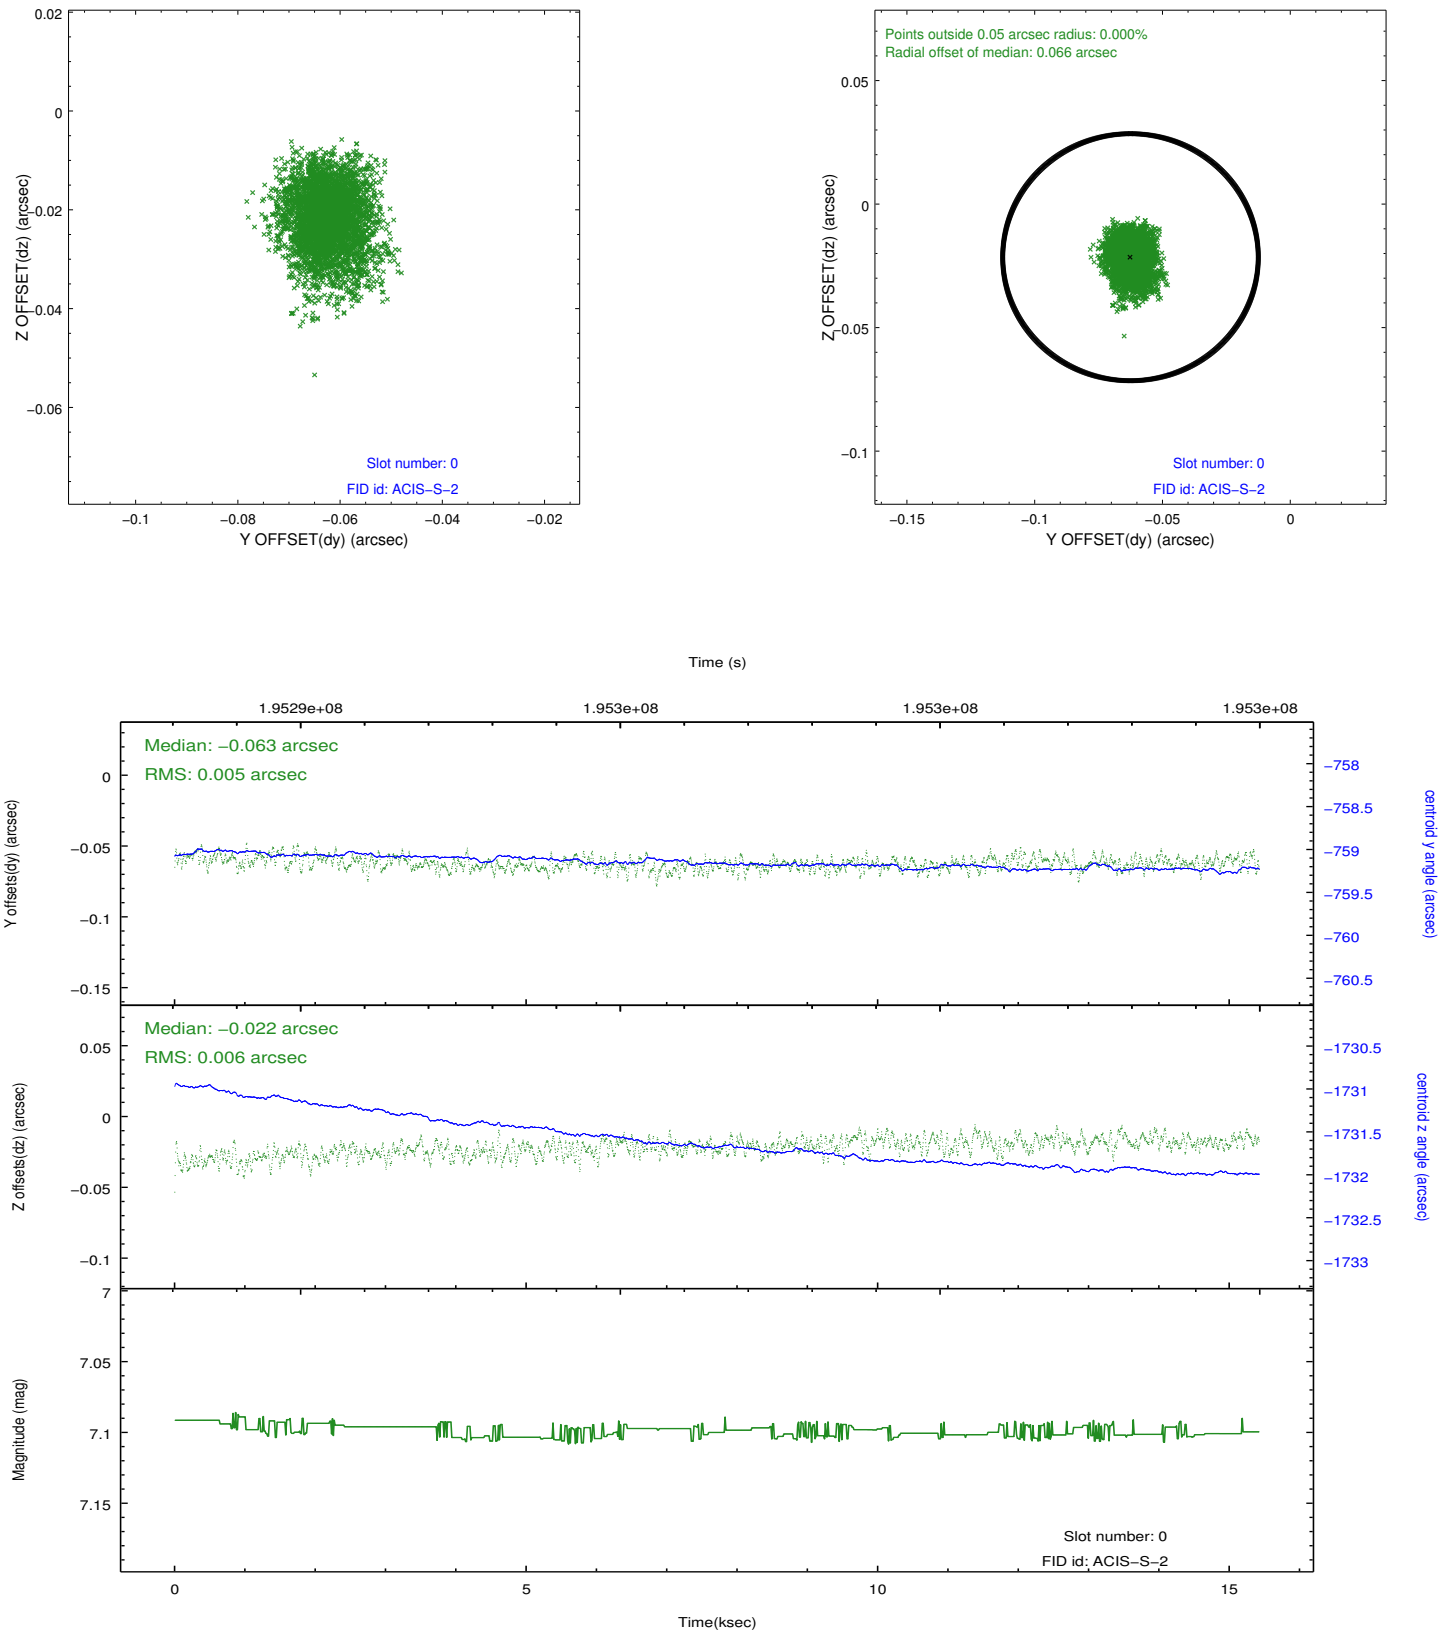 0.02
0
−0.02
−0.04
−0.06
Z OFFSET(dz) (arcsec)
Slot number: 0
FID id: ACIS−S−2
−0.1
−0.08
−0.06
−0.04
−0.02
Y OFFSET(dy) (arcsec)
Points outside 0.05 arcsec radius: 0.000%
Radial offset of median: 0.066 arcsec
0.05
0
−0.05
−0.1
Z OFFSET(dz) (arcsec)
Slot number: 0
FID id: ACIS−S−2
−0.15
−0.1
−0.05
0
Y OFFSET(dy) (arcsec)
Time (s)
1.9529e+08
1.953e+08
1.953e+08
1.953e+08
Median: −0.063 arcsec
RMS: 0.005 arcsec
0
−0.05
−0.1
−0.15
Y offsets(dy) (arcsec)
−758
−758.5
−759
−759.5
−760
−760.5
centroid y angle (arcsec)
Median: −0.022 arcsec
RMS: 0.006 arcsec
0.05
0
−0.05
−0.1
Z offsets(dz) (arcsec)
−1730.5
−1731
−1731.5
−1732
−1732.5
−1733
centroid z angle (arcsec)
7
7.05
7.1
7.15
Magnitude (mag)
Slot number: 0
FID id: ACIS−S−2
0
5
10
15
Time(ksec)